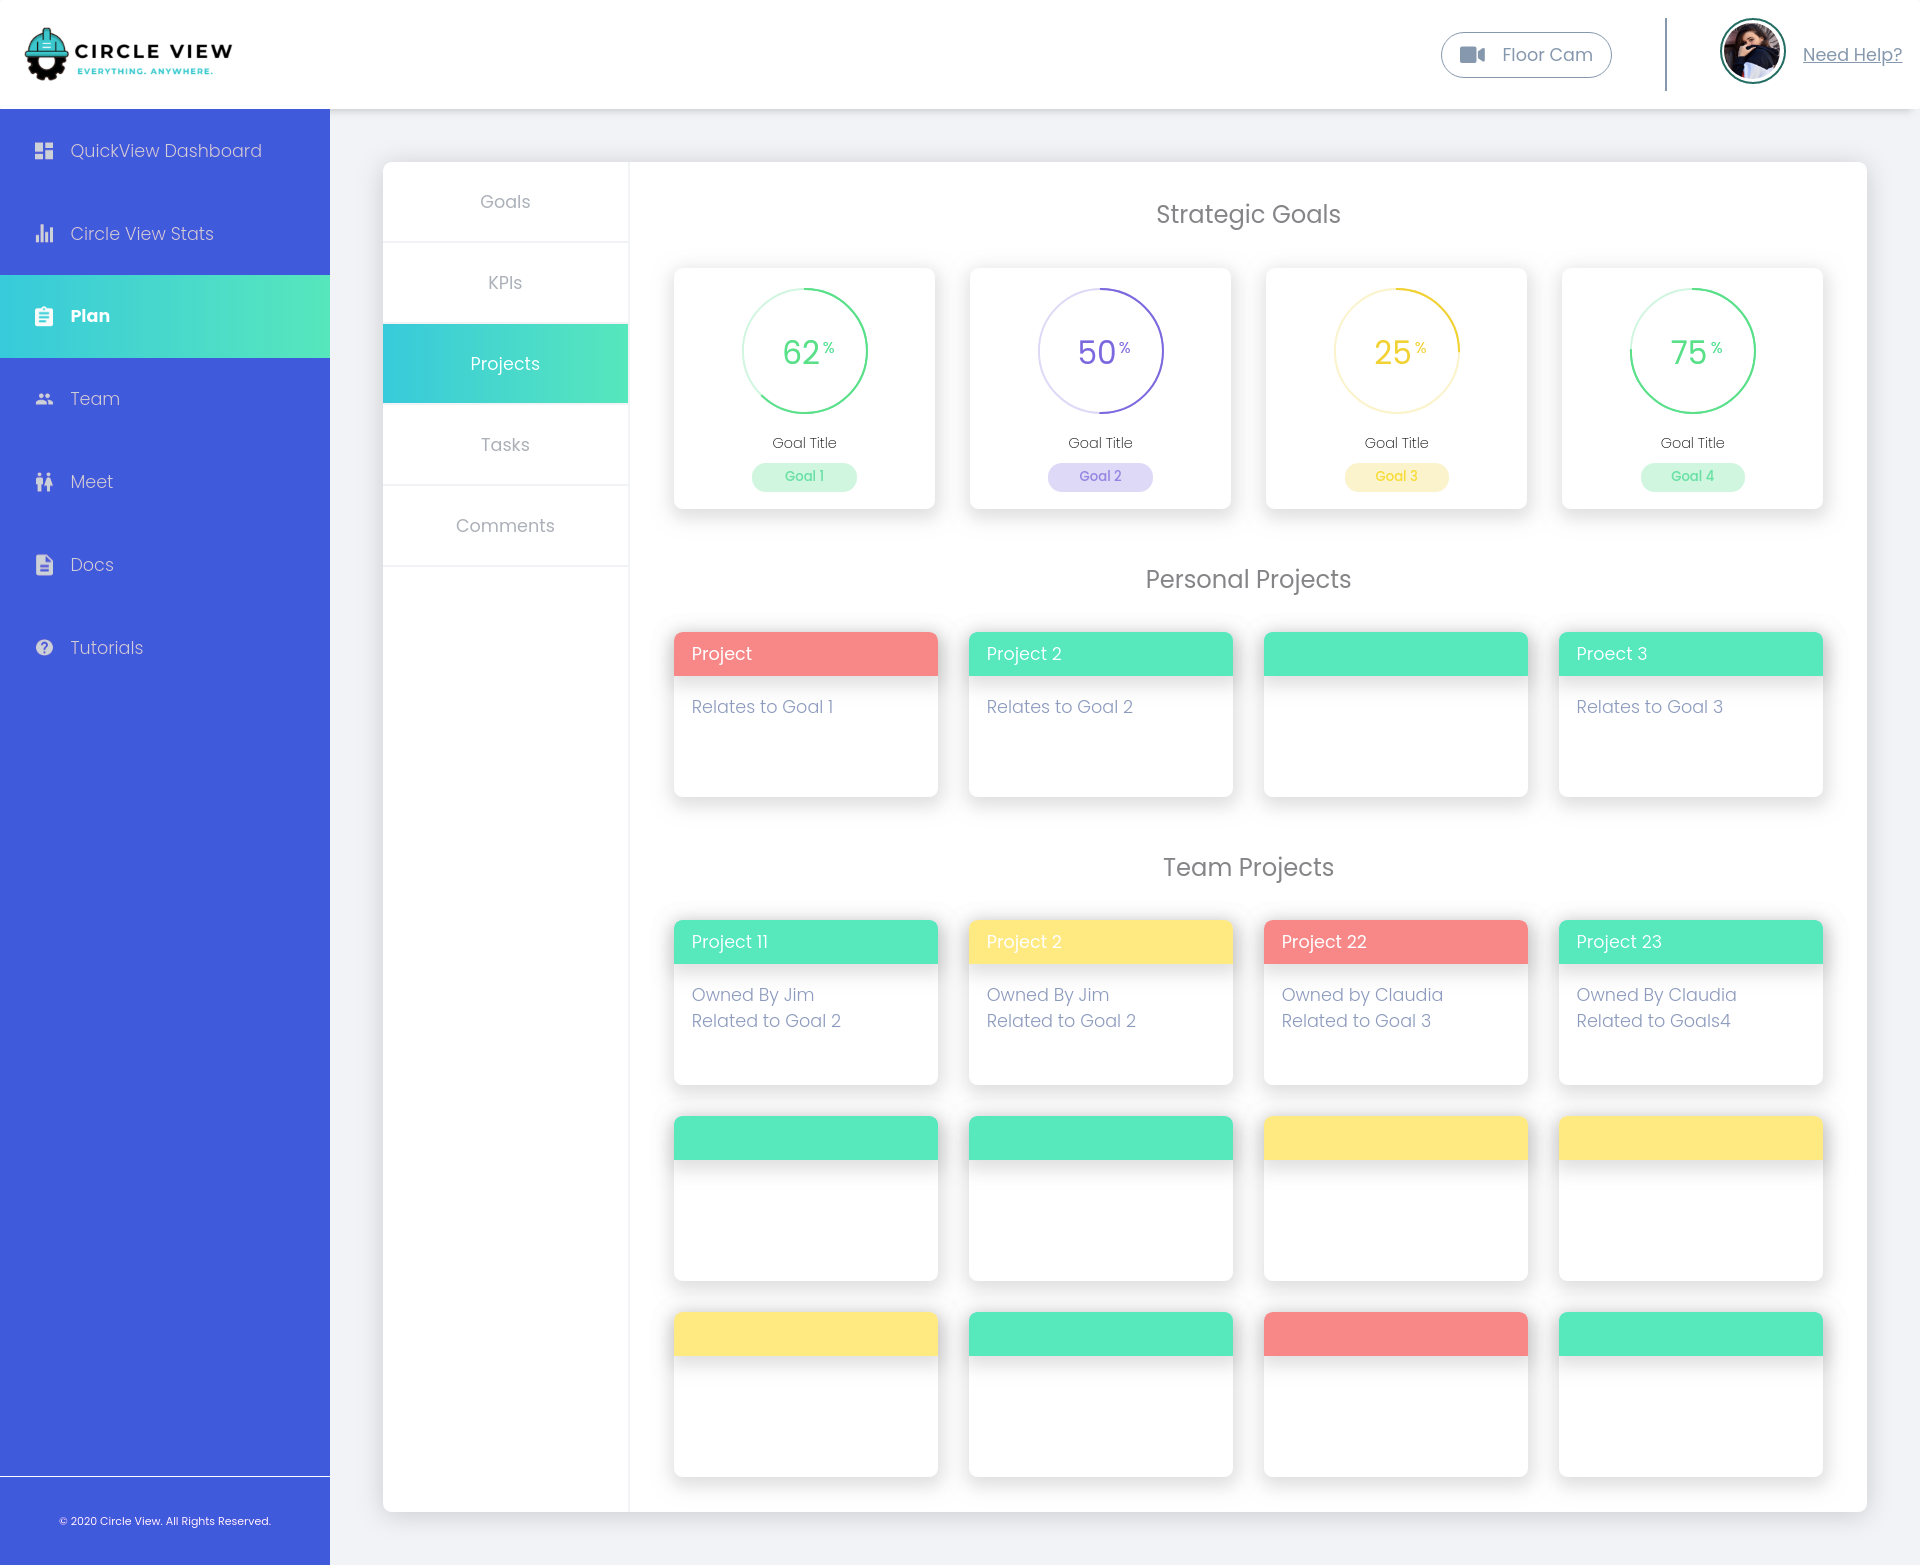 CIRCLE VIEW
EVERYTHING. ANYWHERE.
Floor Cam
Need Help?
QuickView Dashboard
Circle View Stats
Plan
Team
Meet
Docs
Tutorials
© 2020 Circle View. All Rights Reserved.
Goals
KPIs
Projects
Tasks
Comments
Strategic Goals
62%
Goal Title
Goal 1
50%
Goal Title
Goal 2
25%
Goal Title
Goal 3
75%
Goal Title
Goal 4
Personal Projects
Project
Relates to Goal 1
Project 2
Relates to Goal 2
Proect 3
Relates to Goal 3
Team Projects
Project 11
Owned By Jim
Related to Goal 2
Project 2
Owned By Jim
Related to Goal 2
Project 22
Owned by Claudia
Related to Goal 3
Project 23
Owned By Claudia
Related to Goals4